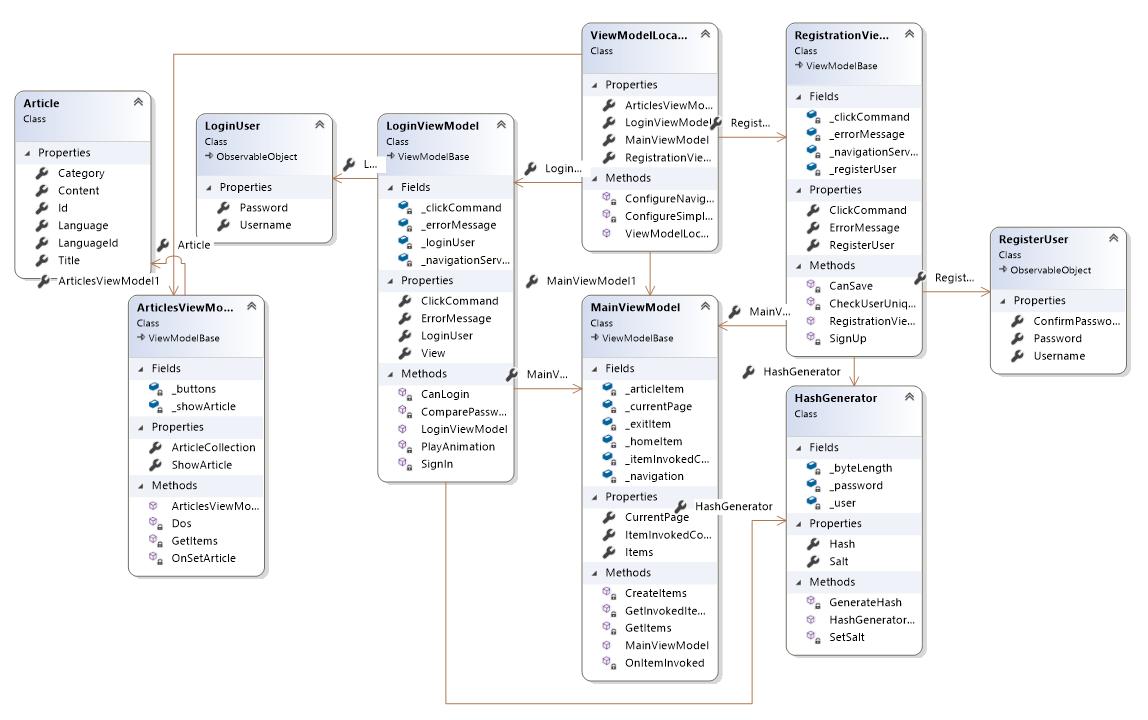 Article
Class
Properties
Category
Content
Id
Language
LanguageId
Title
LoginUser
Class
ObservableObject
Properties
Password
Username
L...
LoginViewModel
Class
ViewModelBase
Fields
_clickCommand
_errorMessage
_loginUser
_navigationServ...
Properties
ClickCommand
ErrorMessage
LoginUser
View
Methods
CanLogin
ComparePassw...
LoginViewModel
PlayAnimation
SignIn
Login...
ViewModelLoca...
Class
Properties
ArticlesViewMo...
LoginViewModel
MainViewModel
RegistrationVie...
Methods
ConfigureNavig...
ConfigureSimpl...
ViewModelLoc...
Regist...
RegistrationVie...
Class
ViewModelBase
Fields
_clickCommand
_errorMessage
_navigationServ...
_registerUser
Properties
ClickCommand
ErrorMessage
RegisterUser
Methods
CanSave
CheckUserUniq...
RegistrationVie...
SignUp
Regist...
RegisterUser
Class
ObservableObject
Properties
ConfirmPasswo...
Password
Username
Article
ArticlesViewModel1
ArticlesViewMo...
Class
ViewModelBase
Fields
_buttons
_showArticle
Properties
ArticleCollection
ShowArticle
Methods
ArticlesViewMo...
Dos
GetItems
OnSetArticle
MainViewModel1
MainV...
MainV...
MainViewModel
Class
ViewModelBase
Fields
_articleItem
_currentPage
_exitItem
_homeItem
_itemInvokedC...
_navigation
Properties
CurrentPage
ItemInvokedCo...
Items
Methods
CreateItems
GetInvokedIte...
GetItems
MainViewModel
OnItemInvoked
HashGenerator
HashGenerator
HashGenerator
Class
Fields
_byteLength
_password
_user
Properties
Hash
Salt
Methods
GenerateHash
HashGenerator...
SetSalt